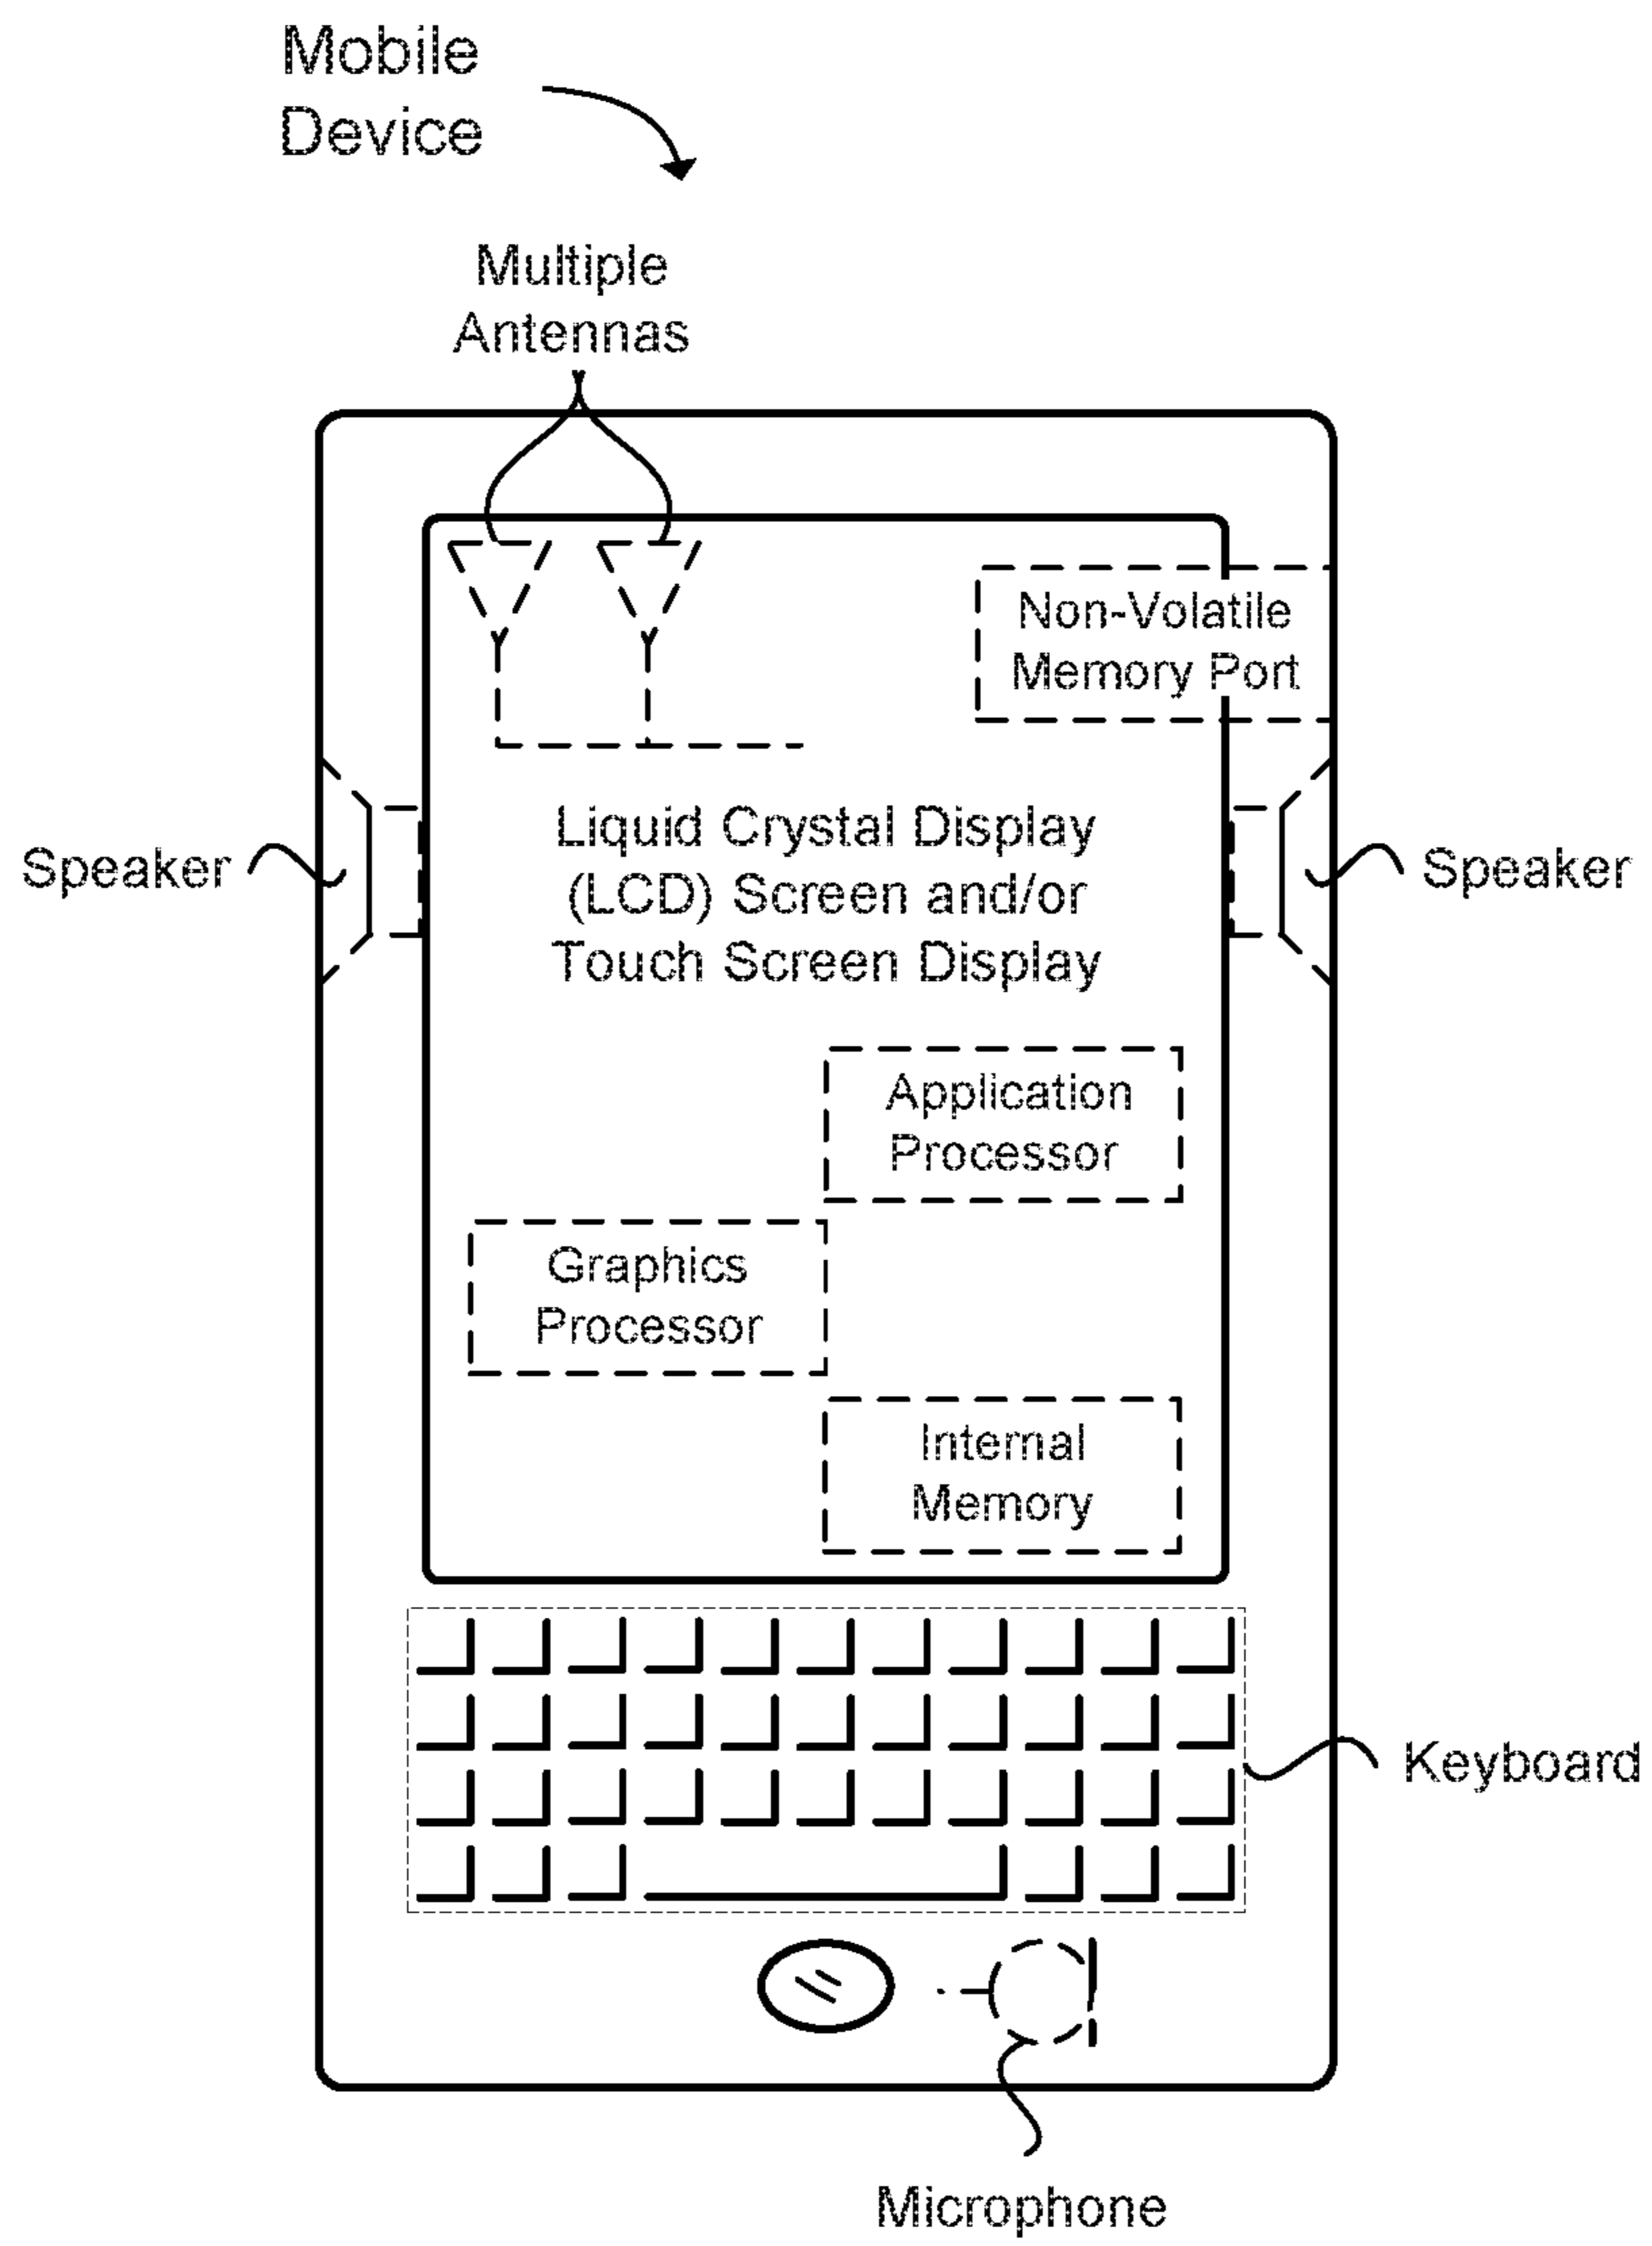 Mobile
Device
Multiple
Antennas
Non-Volatile
Memory Port
Speaker
Liquid Crystal Display
(LCD) Screen and/or
Touch Screen Display
Speaker
Application
Processor
Graphics
Processor
Internal
Memory
Keyboard
Microphone